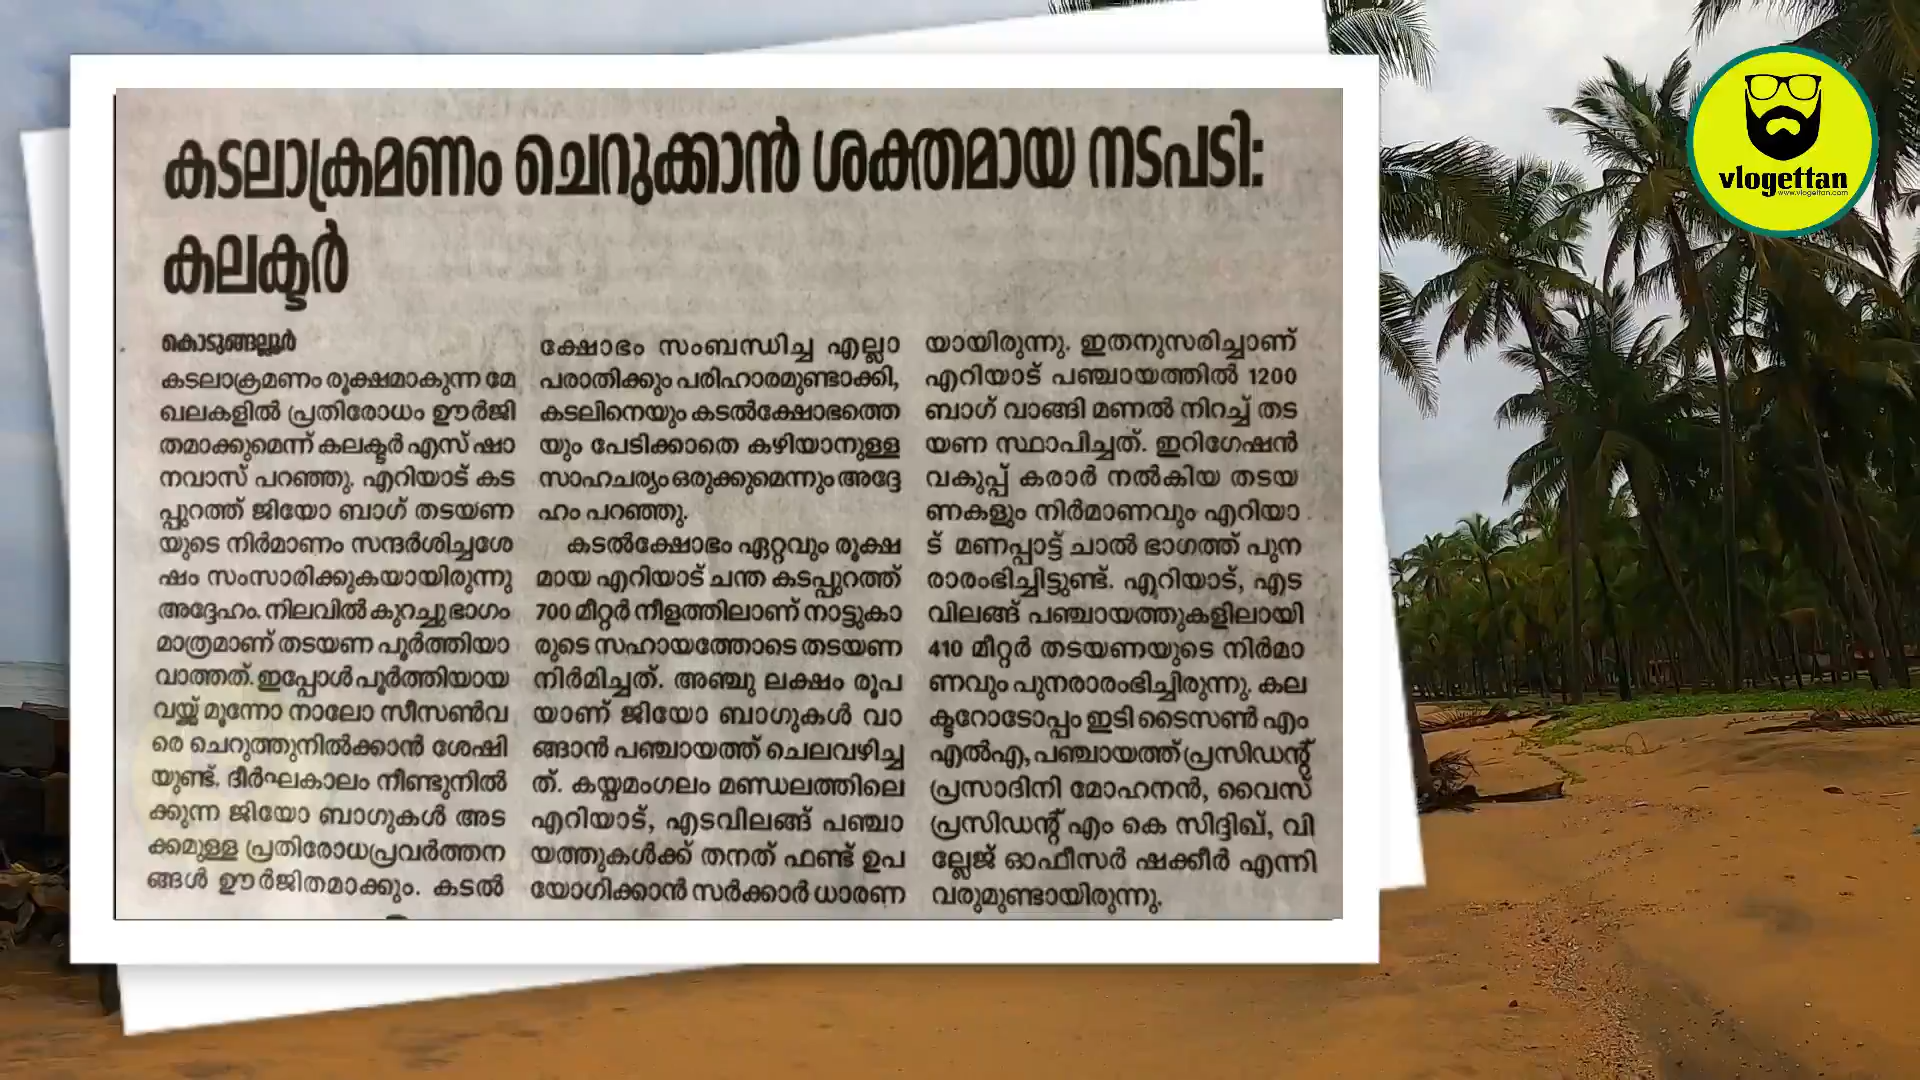 കടലാക്രമണം ചെറുക്കാൻ ശക്തമായ നടപടി:
കലക്ടർ
കൊടുങ്ങല്ലൂർ
കടലാക്രമണം രൂക്ഷമാകുന്ന മേ
ഖലകളിൽ പ്രതിരോധം ഊർജി
തമാക്കുമെന്ന് കലക്ടർ എസ് ഷാ
നവാസ് പറഞ്ഞു. എറിയാട് കട
പ്പുറത്ത് ജിയോ ബാഗ് തടയണ
യുടെ നിർമാണം സന്ദർശിച്ചശേ
ഷം സംസാരിക്കുകയായിരുന്നു
അദ്ദേഹം. നിലവിൽ കുറച്ചു ഭാഗം
മാത്രമാണ് തടയണ പൂർത്തിയാ
വാത്തത്. ഇപ്പോൾ പൂർത്തിയായ
വയ്ക്ക് മൂന്നോ നാലോ സീസൺവ
രെ ചെറുത്തുനിൽക്കാൻ ശേഷി
യുണ്ട്. ദീർഘകാലം നീണ്ടുനിൽ
ക്കുന്ന ജിയോ ബാഗുകൾ അട
ക്കമുള്ള പ്രതിരോധപ്രവർത്തന
ങ്ങൾ ഊർജിതമാക്കും. കടൽ
ക്ഷോഭം സംബന്ധിച്ച എല്ലാ
പരാതിക്കും പരിഹാരമുണ്ടാക്കി,
കടലിനെയും കടൽക്ഷോഭത്തെ
യും പേടിക്കാതെ കഴിയാനുള്ള
സാഹചര്യം ഒരുക്കുമെന്നും അദ്ദേ
ഹം പറഞ്ഞു.
കടൽക്ഷോഭം ഏറ്റവും രൂക്ഷ
മായ എറിയാട് ചന്ത കടപ്പുറത്ത്
700 മീറ്റർ നീളത്തിലാണ് നാട്ടുകാ
രുടെ സഹായത്തോടെ തടയണ
നിർമിച്ചത്. അഞ്ചു ലക്ഷം രൂപ
യാണ് ജിയോ ബാഗുകൾ വാ
ങ്ങാൻ പഞ്ചായത്ത് ചെലവഴിച്ച
ത്. കയ്പമംഗലം മണ്ഡലത്തിലെ
എറിയാട്, എടവിലങ്ങ് പഞ്ചാ
യത്തുകൾക്ക് തനത് ഫണ്ട് ഉപ
യോഗിക്കാൻ സർക്കാർ ധാരണ
യായിരുന്നു. ഇതനുസരിച്ചാണ്
എറിയാട് പഞ്ചായത്തിൽ 1200
ബാഗ് വാങ്ങി മണൽ നിറച്ച് തട
യണ സ്ഥാപിച്ചത്. ഇറിഗേഷൻ
വകുപ്പ് കരാർ നൽകിയ തടയ
ണകളും നിർമാണവും എറിയാ
ട് മണപ്പാട്ട് ചാൽ ഭാഗത്ത് പുന
രാരംഭിച്ചിട്ടുണ്ട്. എറിയാട്, എട
വിലങ്ങ് പഞ്ചായത്തുകളിലായി
410 മീറ്റർ തടയണയുടെ നിർമാ
ണവും പുനരാരംഭിച്ചിരുന്നു. കല
ക്ടറോടോപ്പം ഇടി ടൈസൺ എം
എൽഎ, പഞ്ചായത്ത് പ്രസിഡന്റ്
പ്രസാദിനി മോഹനൻ, വൈസ്
പ്രസിഡന്റ് എം കെ സിദ്ദിഖ്, വി
ല്ലേജ് ഓഫീസർ ഷക്കീർ എന്നി
വരുമുണ്ടായിരുന്നു.
vlogettan
www.vlogettan.com